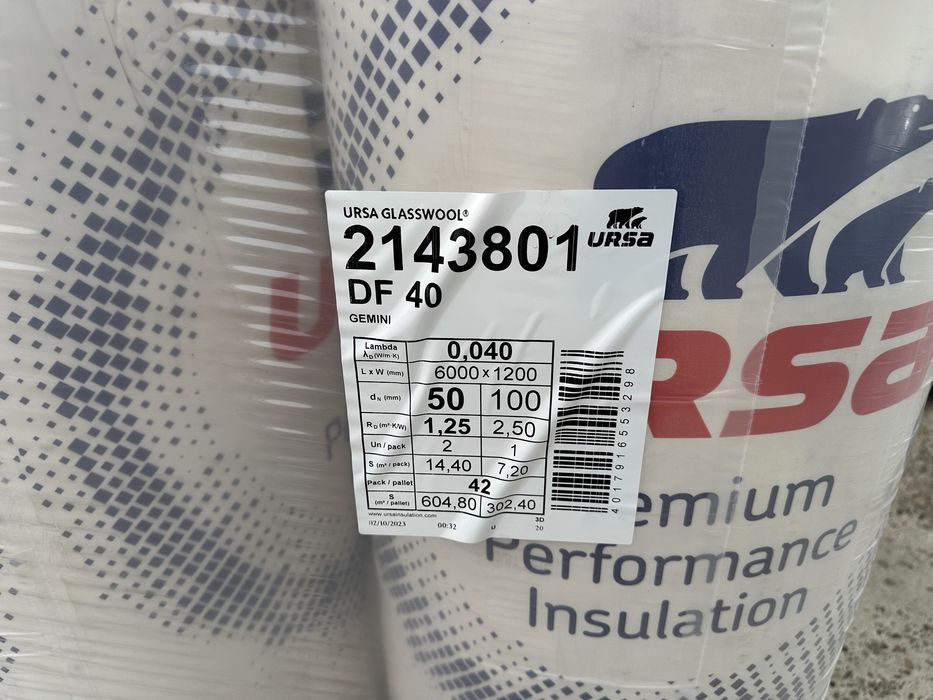 URSA GLASSWOOL®
2143801
URSA
DF 40
GEMINI
Lambda λD (W/m·K) 0,040
L x W (mm) 6000 x 1200
dN (mm) 50 100
RD (m²·K/W) 1,25 2,50
Un / pack 2 1
S (m² / pack) 14,40 7,20
Pack / pallet 42
S (m² / pallet) 604,80 302,40
www.ursainsulation.com 3D
02/10/2023 00:32 U 20
4017916553298
U
URSA
Premium
Performance
Insulation